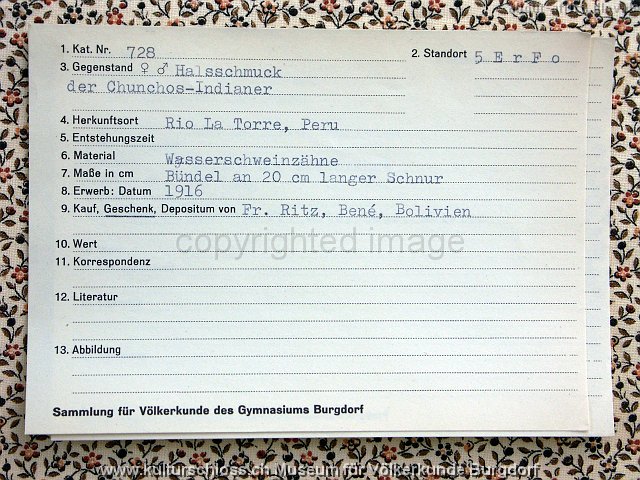 1. Kat. Nr. 728 2. Standort 5 E r F o
3. Gegenstand ♀ ♂ Halsschmuck
der Chunchos-Indianer
4. Herkunftsort Rio La Torre, Peru
5. Entstehungszeit
6. Material Wasserschweinzähne
7. Maße in cm Bündel an 20 cm langer Schnur
8. Erwerb: Datum 1916
9. Kauf, Geschenk, Depositum von Fr. Ritz, Bené, Bolivien
copyrighted image
10. Wert
11. Korrespondenz
12. Literatur
13. Abbildung
Sammlung für Völkerkunde des Gymnasiums Burgdorf
www.kulturschloss.ch Museum für Völkerkunde Burgdorf